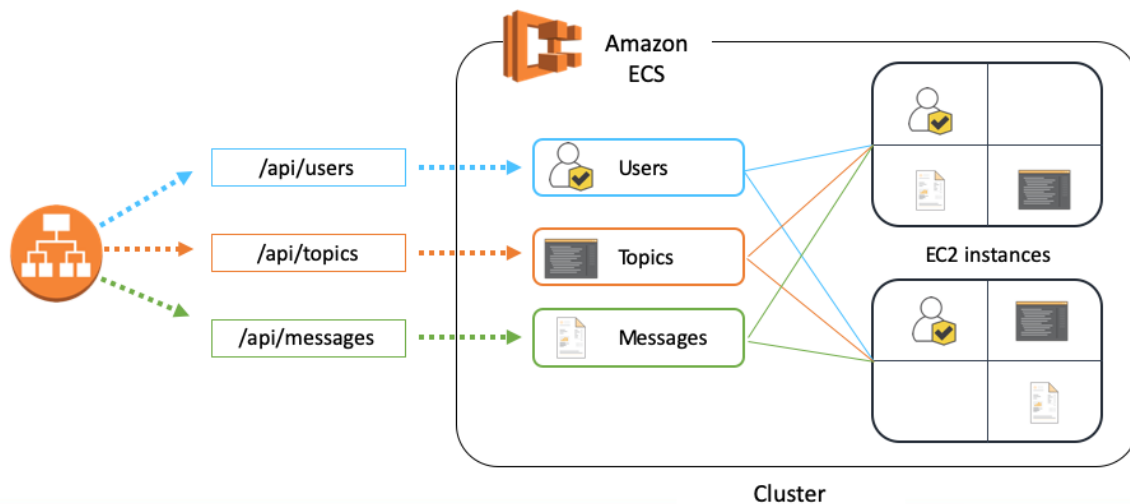 Amazon
ECS
/api/users
Users
/api/topics
Topics
EC2 instances
/api/messages
Messages
Cluster